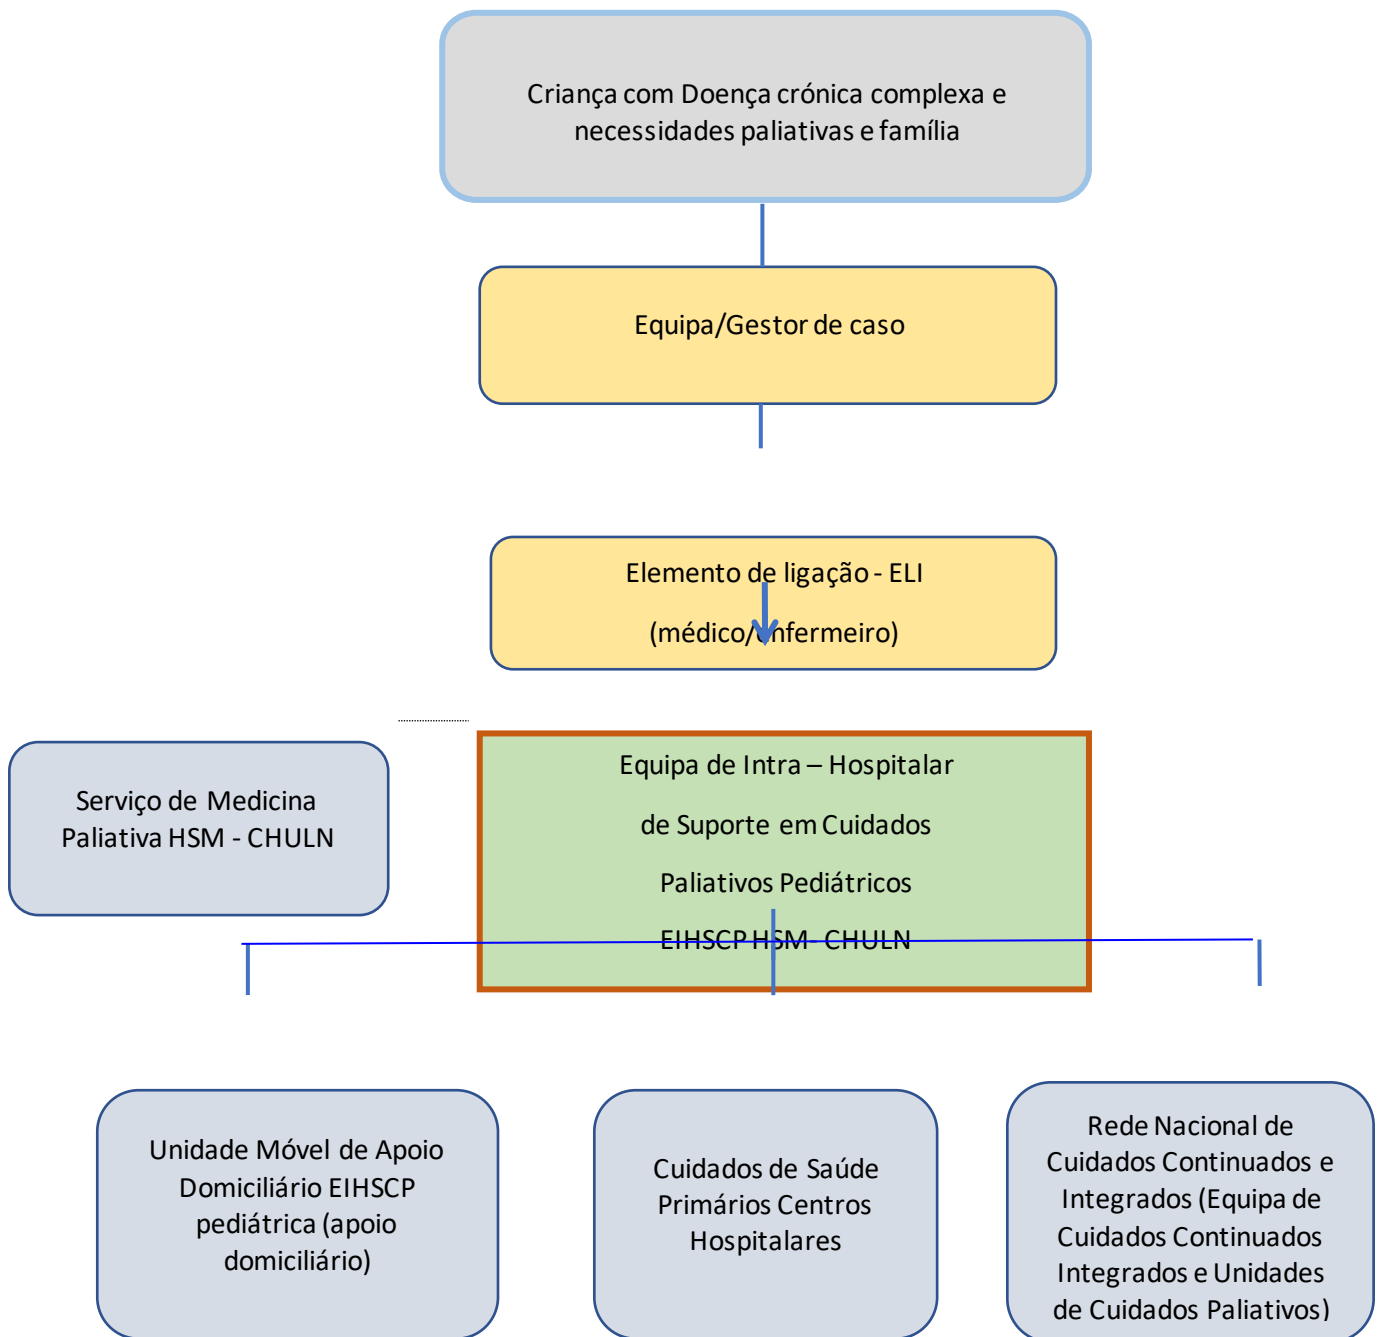 Criança com Doença crónica complexa e
necessidades paliativas e família
Equipa/Gestor de caso
Elemento de ligação - ELI
(médico/enfermeiro)
Serviço de Medicina
Paliativa HSM - CHULN
Equipa de Intra – Hospitalar
de Suporte em Cuidados
Paliativos Pediátricos
EIHSCP HSM- CHULN
Unidade Móvel de Apoio
Domiciliário EIHSCP
pediátrica (apoio
domiciliário)
Cuidados de Saúde
Primários Centros
Hospitalares
Rede Nacional de
Cuidados Continuados e
Integrados (Equipa de
Cuidados Continuados
Integrados e Unidades
de Cuidados Paliativos)